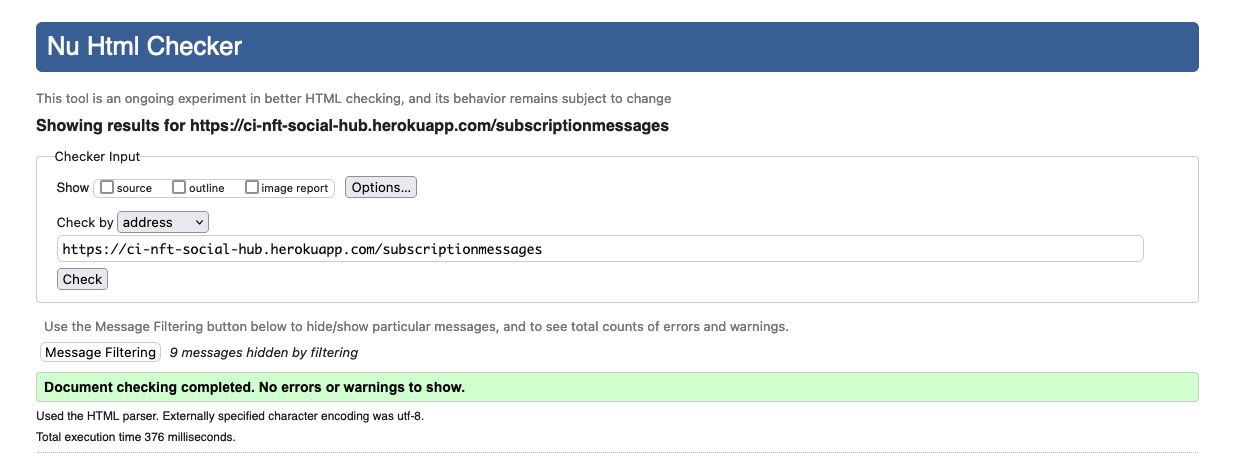 Nu Html Checker
This tool is an ongoing experiment in better HTML checking, and its behavior remains subject to change
Showing results for https://ci-nft-social-hub.herokuapp.com/subscriptionmessages
Checker Input
Show source outline image report Options...
Check by address
https://ci-nft-social-hub.herokuapp.com/subscriptionmessages
Check
Use the Message Filtering button below to hide/show particular messages, and to see total counts of errors and warnings.
Message Filtering 9 messages hidden by filtering
Document checking completed. No errors or warnings to show.
Used the HTML parser. Externally specified character encoding was utf-8.
Total execution time 376 milliseconds.